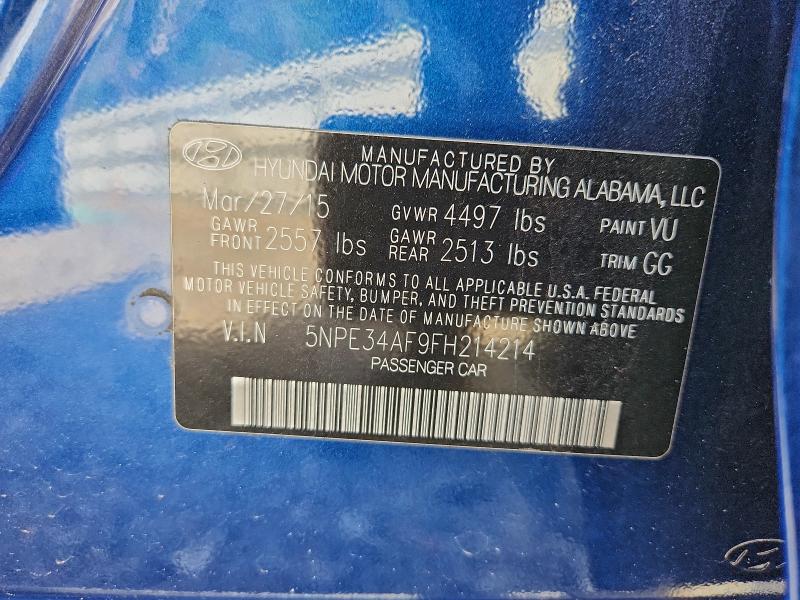 MANUFACTURED BY
HYUNDAI MOTOR MANUFACTURING ALABAMA, LLC
Mar/27/15 GVWR 4497 lbs PAINT VU
GAWR FRONT 2557 lbs GAWR REAR 2513 lbs TRIM GG
THIS VEHICLE CONFORMS TO ALL APPLICABLE U.S.A. FEDERAL
MOTOR VEHICLE SAFETY, BUMPER, AND THEFT PREVENTION STANDARDS
IN EFFECT ON THE DATE OF MANUFACTURE SHOWN ABOVE
V.I.N 5NPE34AF9FH214214
PASSENGER CAR